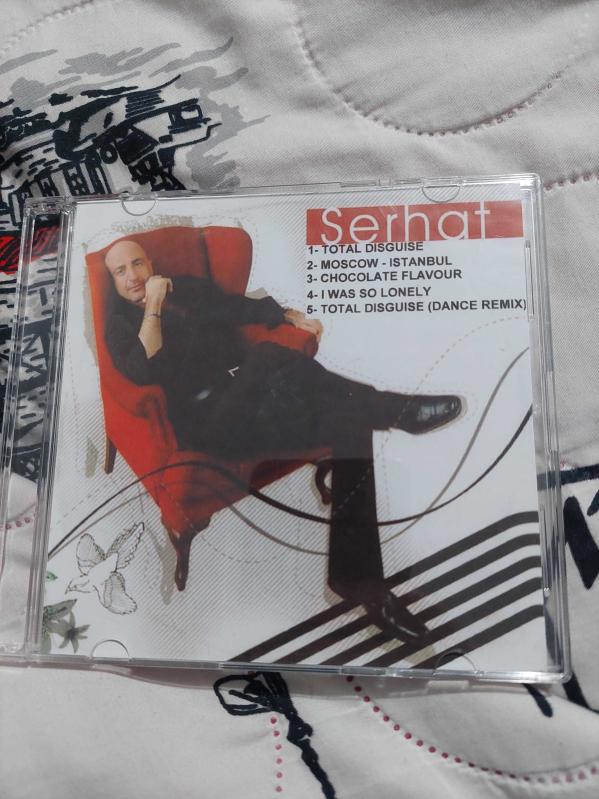 Serhat
1- TOTAL DISGUISE
2- MOSCOW - ISTANBUL
3- CHOCOLATE FLAVOUR
4- I WAS SO LONELY
5- TOTAL DISGUISE (DANCE REMIX)